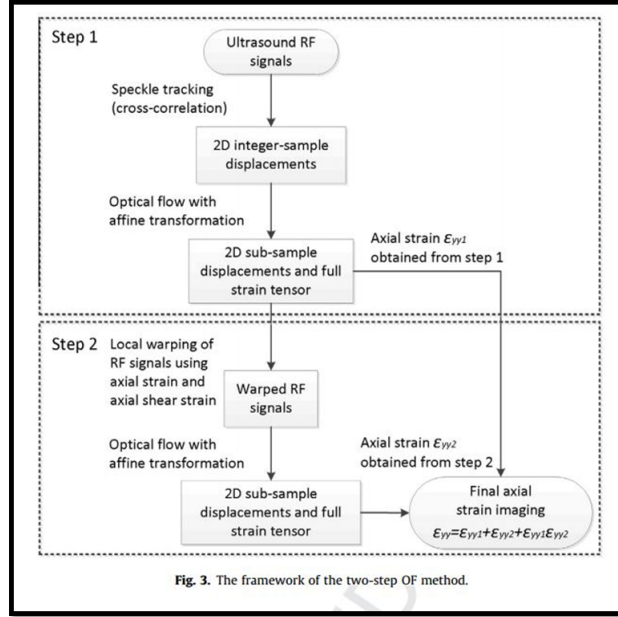 Step 1
Ultrasound RF
signals
Speckle tracking
(cross-correlation)
2D integer-sample
displacements
Optical flow with
affine transformation
Axial strain εyy1
obtained from step 1
2D sub-sample
displacements and full
strain tensor
Step 2
Local warping of
RF signals using
axial strain and
axial shear strain
Warped RF
signals
Optical flow with
affine transformation
Axial strain εyy2
obtained from step 2
2D sub-sample
displacements and full
strain tensor
Final axial
strain imaging
εyy=εyy1+εyy2+εyy1εyy2
Fig. 3. The framework of the two-step OF method.